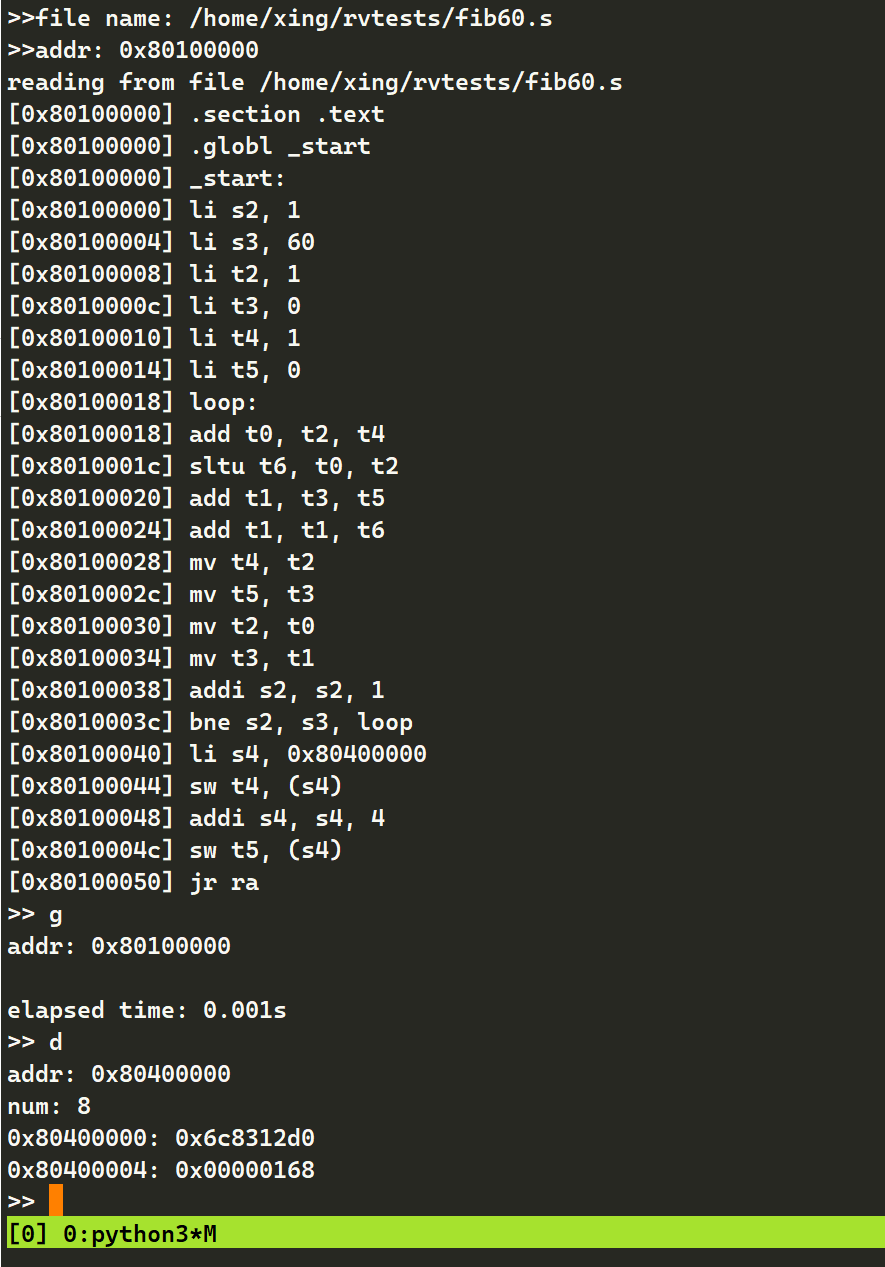 >>file name: /home/xing/rvtests/fib60.s
>>addr: 0x80100000
reading from file /home/xing/rvtests/fib60.s
[0x80100000] .section .text
[0x80100000] .globl _start
[0x80100000] _start:
[0x80100000] li s2, 1
[0x80100004] li s3, 60
[0x80100008] li t2, 1
[0x8010000c] li t3, 0
[0x80100010] li t4, 1
[0x80100014] li t5, 0
[0x80100018] loop:
[0x80100018] add t0, t2, t4
[0x8010001c] sltu t6, t0, t2
[0x80100020] add t1, t3, t5
[0x80100024] add t1, t1, t6
[0x80100028] mv t4, t2
[0x8010002c] mv t5, t3
[0x80100030] mv t2, t0
[0x80100034] mv t3, t1
[0x80100038] addi s2, s2, 1
[0x8010003c] bne s2, s3, loop
[0x80100040] li s4, 0x80400000
[0x80100044] sw t4, (s4)
[0x80100048] addi s4, s4, 4
[0x8010004c] sw t5, (s4)
[0x80100050] jr ra
>> g
addr: 0x80100000
elapsed time: 0.001s
>> d
addr: 0x80400000
num: 8
0x80400000: 0x6c8312d0
0x80400004: 0x00000168
>>
[0] 0:python3*M